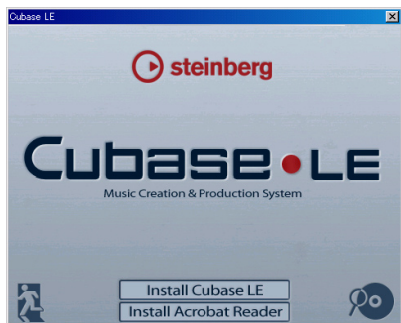 Cubase LE
steinberg
Cubase LE
Music Creation & Production System
Install Cubase LE
Install Acrobat Reader